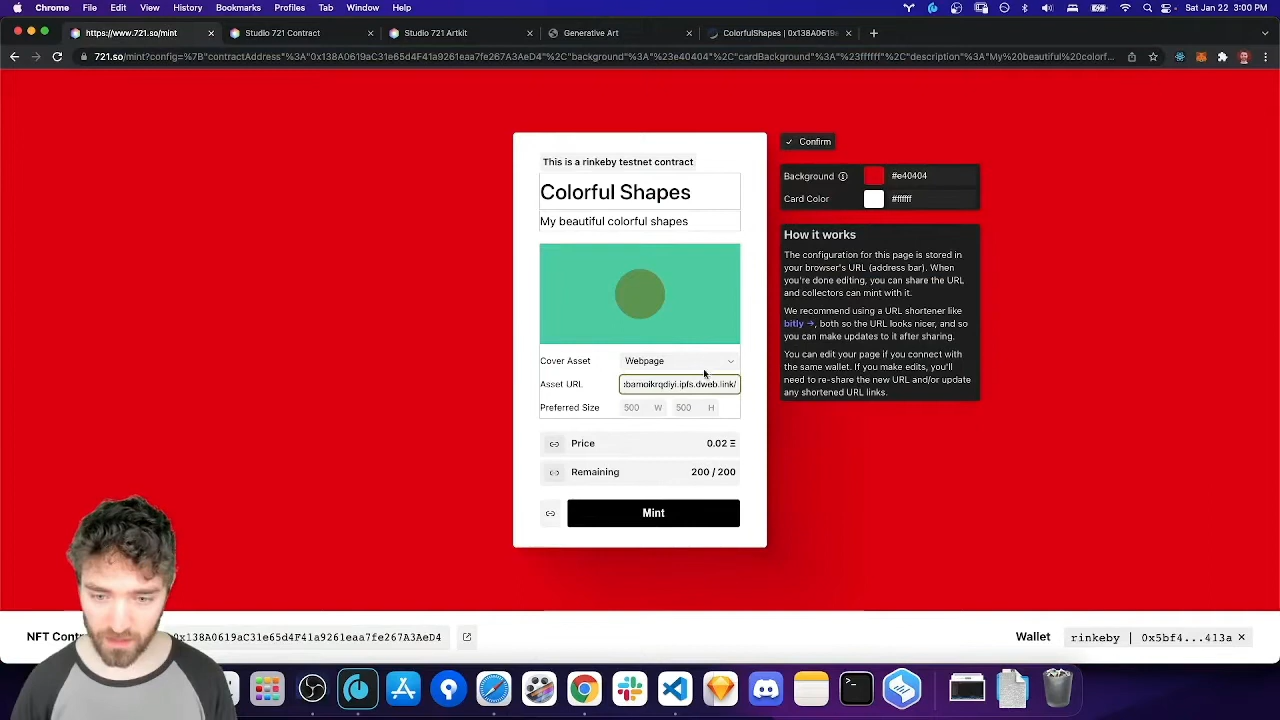 Chrome File Edit View History Bookmarks Profiles Tab Window Help Sat Jan 22 3:00 PM
https://www.721.so/mint Studio 721 Contract Studio 721 Artkit Generative Art ColorfulShapes | 0x138A0619
721.so/mint?config=%7B"contractAddress"%3A"0x138A0619aC31e65d4F41a9261eaa7fe267A3AeD4"%2C"background"%3A"%23e40404"%2C"cardBackground"%3A"%23ffffff"%2C"description"%3A"My%20beautiful%20colorf...
This is a rinkeby testnet contract
Colorful Shapes
My beautiful colorful shapes
Cover Asset Webpage
Asset URL :bamoikrqdiyi.ipfs.dweb.link/
Preferred Size 500 W 500 H
Price 0.02 Ξ
Remaining 200 / 200
Mint
Confirm
Background #e40404
Card Color #ffffff
How it works
The configuration for this page is stored in
your browser's URL (address bar). When
you're done editing, you can share the URL
and collectors can mint with it.
We recommend using a URL shortener like
bitly →, both so the URL looks nicer, and so
you can make updates to it after sharing.
You can edit your page if you connect with
the same wallet. If you make edits, you'll
need to re-share the new URL and/or update
any shortened URL links.
NFT Contr 0x138A0619aC31e65d4F41a9261eaa7fe267A3AeD4
Wallet rinkeby | 0x5bf4...413a ×